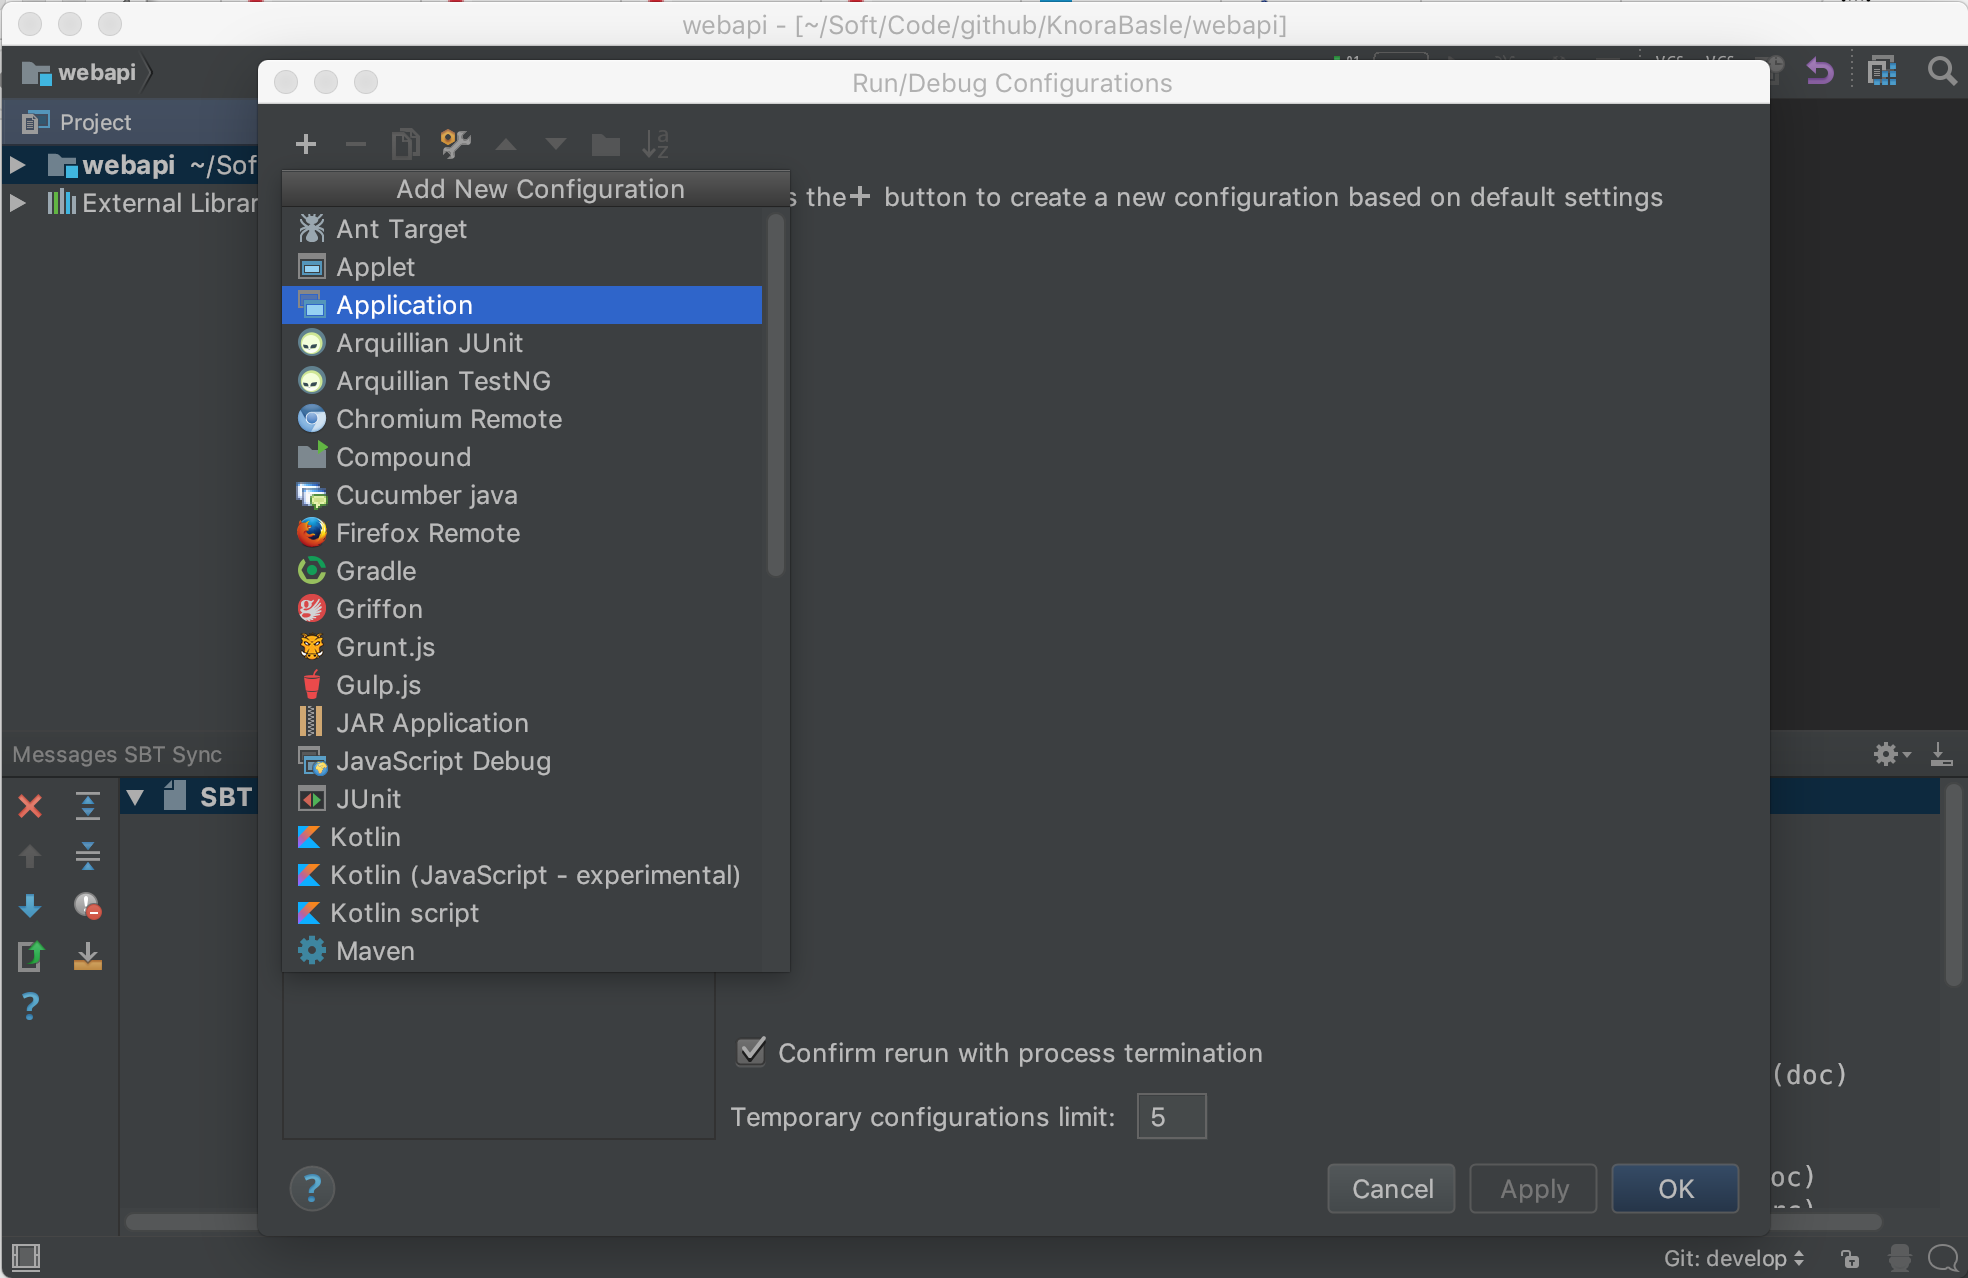 webapi - [~/Soft/Code/github/KnoraBasle/webapi]
webapi
Run/Debug Configurations
Project
webapi ~/Sof
External Librar
Add New Configuration
s the + button to create a new configuration based on default settings
Ant Target
Applet
Application
Arquillian JUnit
Arquillian TestNG
Chromium Remote
Compound
Cucumber java
Firefox Remote
Gradle
Griffon
Grunt.js
Gulp.js
JAR Application
JavaScript Debug
JUnit
Kotlin
Kotlin (JavaScript - experimental)
Kotlin script
Maven
Messages SBT Sync
SBT
Confirm rerun with process termination
(doc)
Temporary configurations limit: 5
oc)
Cancel
Apply
OK
Git: develop